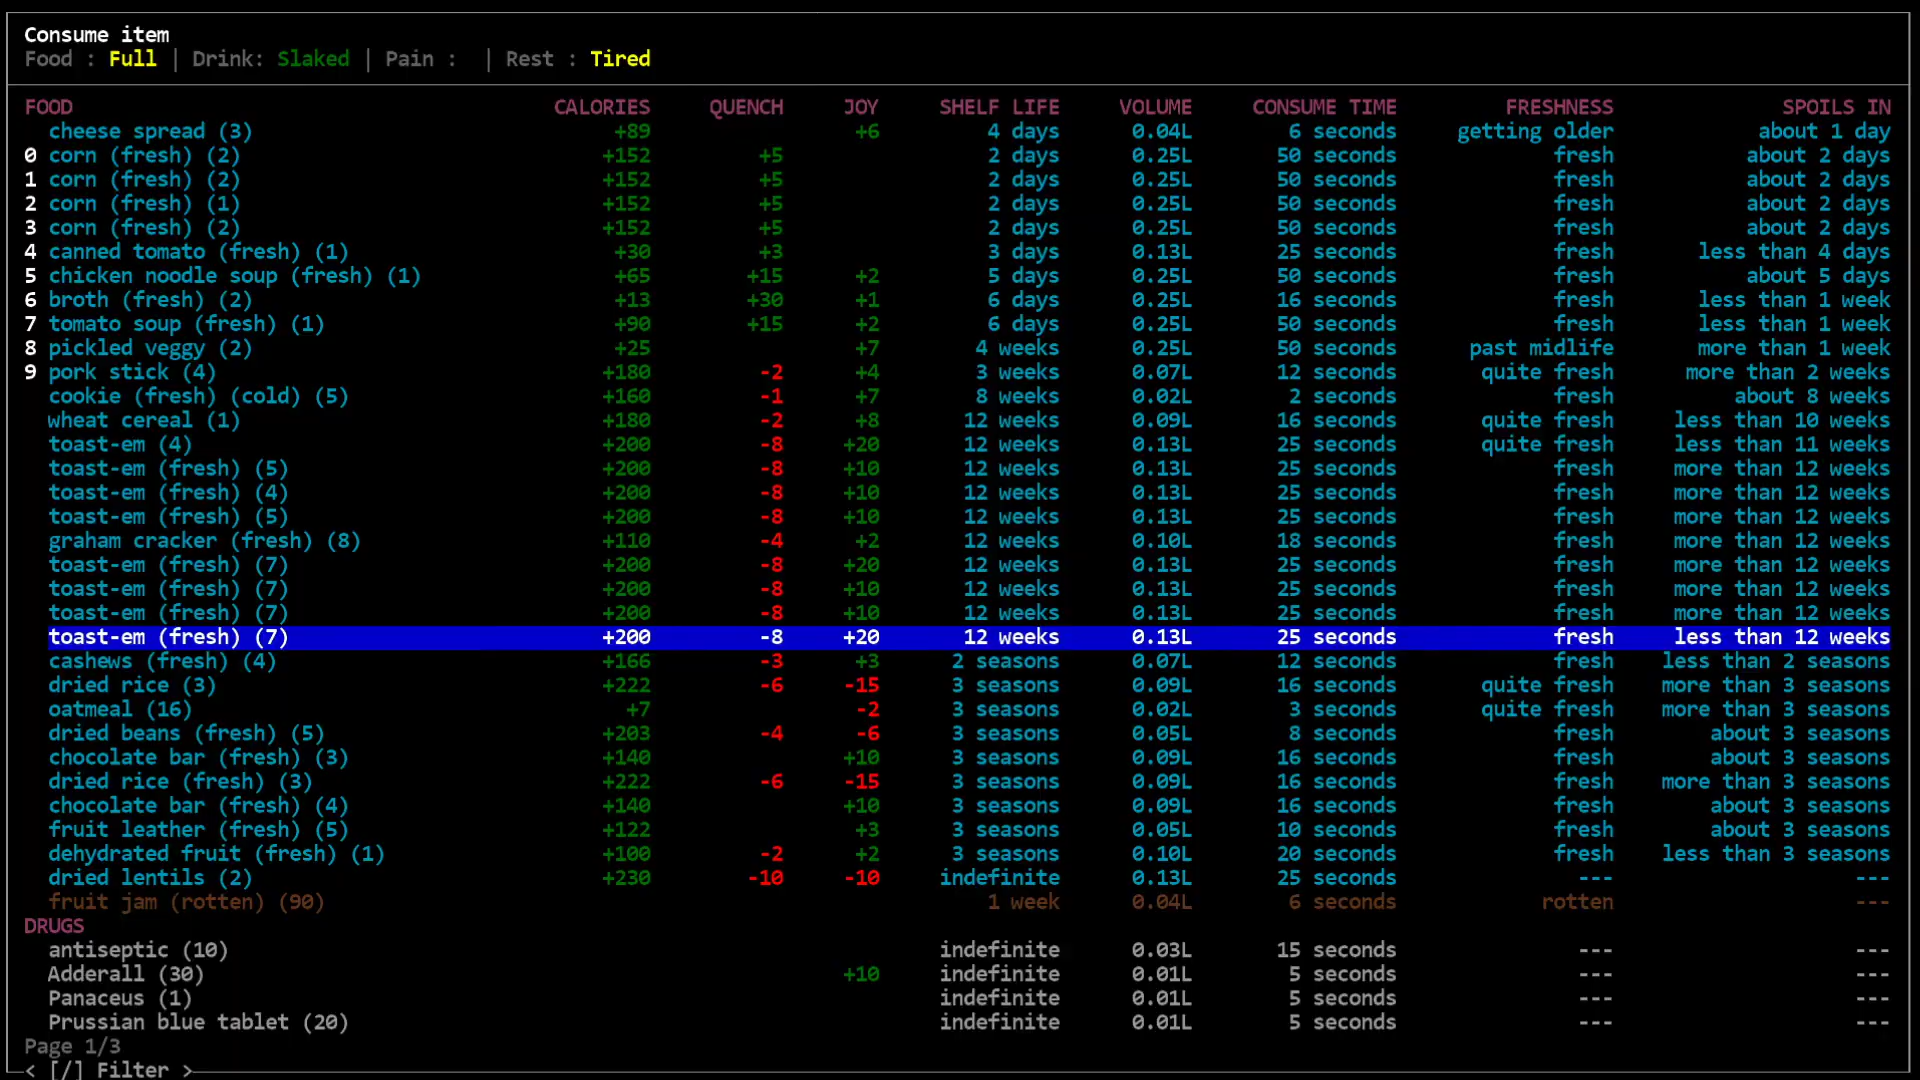 Consume item
Food : Full | Drink: Slaked | Pain :  | Rest : Tired
FOOD CALORIES QUENCH JOY SHELF LIFE VOLUME CONSUME TIME FRESHNESS SPOILS IN
cheese spread (3) +89 +6 4 days 0.04L 6 seconds getting older about 1 day
0 corn (fresh) (2) +152 +5 2 days 0.25L 50 seconds fresh about 2 days
1 corn (fresh) (2) +152 +5 2 days 0.25L 50 seconds fresh about 2 days
2 corn (fresh) (1) +152 +5 2 days 0.25L 50 seconds fresh about 2 days
3 corn (fresh) (2) +152 +5 2 days 0.25L 50 seconds fresh about 2 days
4 canned tomato (fresh) (1) +30 +3 3 days 0.13L 25 seconds fresh less than 4 days
5 chicken noodle soup (fresh) (1) +65 +15 +2 5 days 0.25L 50 seconds fresh about 5 days
6 broth (fresh) (2) +13 +30 +1 6 days 0.25L 16 seconds fresh less than 1 week
7 tomato soup (fresh) (1) +90 +15 +2 6 days 0.25L 50 seconds fresh less than 1 week
8 pickled veggy (2) +25 +7 4 weeks 0.25L 50 seconds past midlife more than 1 week
9 pork stick (4) +180 -2 +4 3 weeks 0.07L 12 seconds quite fresh more than 2 weeks
cookie (fresh) (cold) (5) +160 -1 +7 8 weeks 0.02L 2 seconds fresh about 8 weeks
wheat cereal (1) +180 -2 +8 12 weeks 0.09L 16 seconds quite fresh less than 10 weeks
toast-em (4) +200 -8 +20 12 weeks 0.13L 25 seconds quite fresh less than 11 weeks
toast-em (fresh) (5) +200 -8 +10 12 weeks 0.13L 25 seconds fresh more than 12 weeks
toast-em (fresh) (4) +200 -8 +10 12 weeks 0.13L 25 seconds fresh more than 12 weeks
toast-em (fresh) (5) +200 -8 +10 12 weeks 0.13L 25 seconds fresh more than 12 weeks
graham cracker (fresh) (8) +110 -4 +2 12 weeks 0.10L 18 seconds fresh more than 12 weeks
toast-em (fresh) (7) +200 -8 +20 12 weeks 0.13L 25 seconds fresh more than 12 weeks
toast-em (fresh) (7) +200 -8 +10 12 weeks 0.13L 25 seconds fresh more than 12 weeks
toast-em (fresh) (7) +200 -8 +10 12 weeks 0.13L 25 seconds fresh more than 12 weeks
toast-em (fresh) (7) +200 -8 +20 12 weeks 0.13L 25 seconds fresh less than 12 weeks
cashews (fresh) (4) +166 -3 +3 2 seasons 0.07L 12 seconds fresh less than 2 seasons
dried rice (3) +222 -6 -15 3 seasons 0.09L 16 seconds quite fresh more than 3 seasons
oatmeal (16) +7 -2 3 seasons 0.02L 3 seconds quite fresh more than 3 seasons
dried beans (fresh) (5) +203 -4 -6 3 seasons 0.05L 8 seconds fresh about 3 seasons
chocolate bar (fresh) (3) +140 +10 3 seasons 0.09L 16 seconds fresh about 3 seasons
dried rice (fresh) (3) +222 -6 -15 3 seasons 0.09L 16 seconds fresh more than 3 seasons
chocolate bar (fresh) (4) +140 +10 3 seasons 0.09L 16 seconds fresh about 3 seasons
fruit leather (fresh) (5) +122 +3 3 seasons 0.05L 10 seconds fresh about 3 seasons
dehydrated fruit (fresh) (1) +100 -2 +2 3 seasons 0.10L 20 seconds fresh less than 3 seasons
dried lentils (2) +230 -10 -10 indefinite 0.13L 25 seconds --- ---
fruit jam (rotten) (90) 1 week 0.04L 6 seconds rotten ---
DRUGS
antiseptic (10) indefinite 0.03L 15 seconds --- ---
Adderall (30) +10 indefinite 0.01L 5 seconds --- ---
Panaceus (1) indefinite 0.01L 5 seconds --- ---
Prussian blue tablet (20) indefinite 0.01L 5 seconds --- ---
Page 1/3
< [/] Filter >